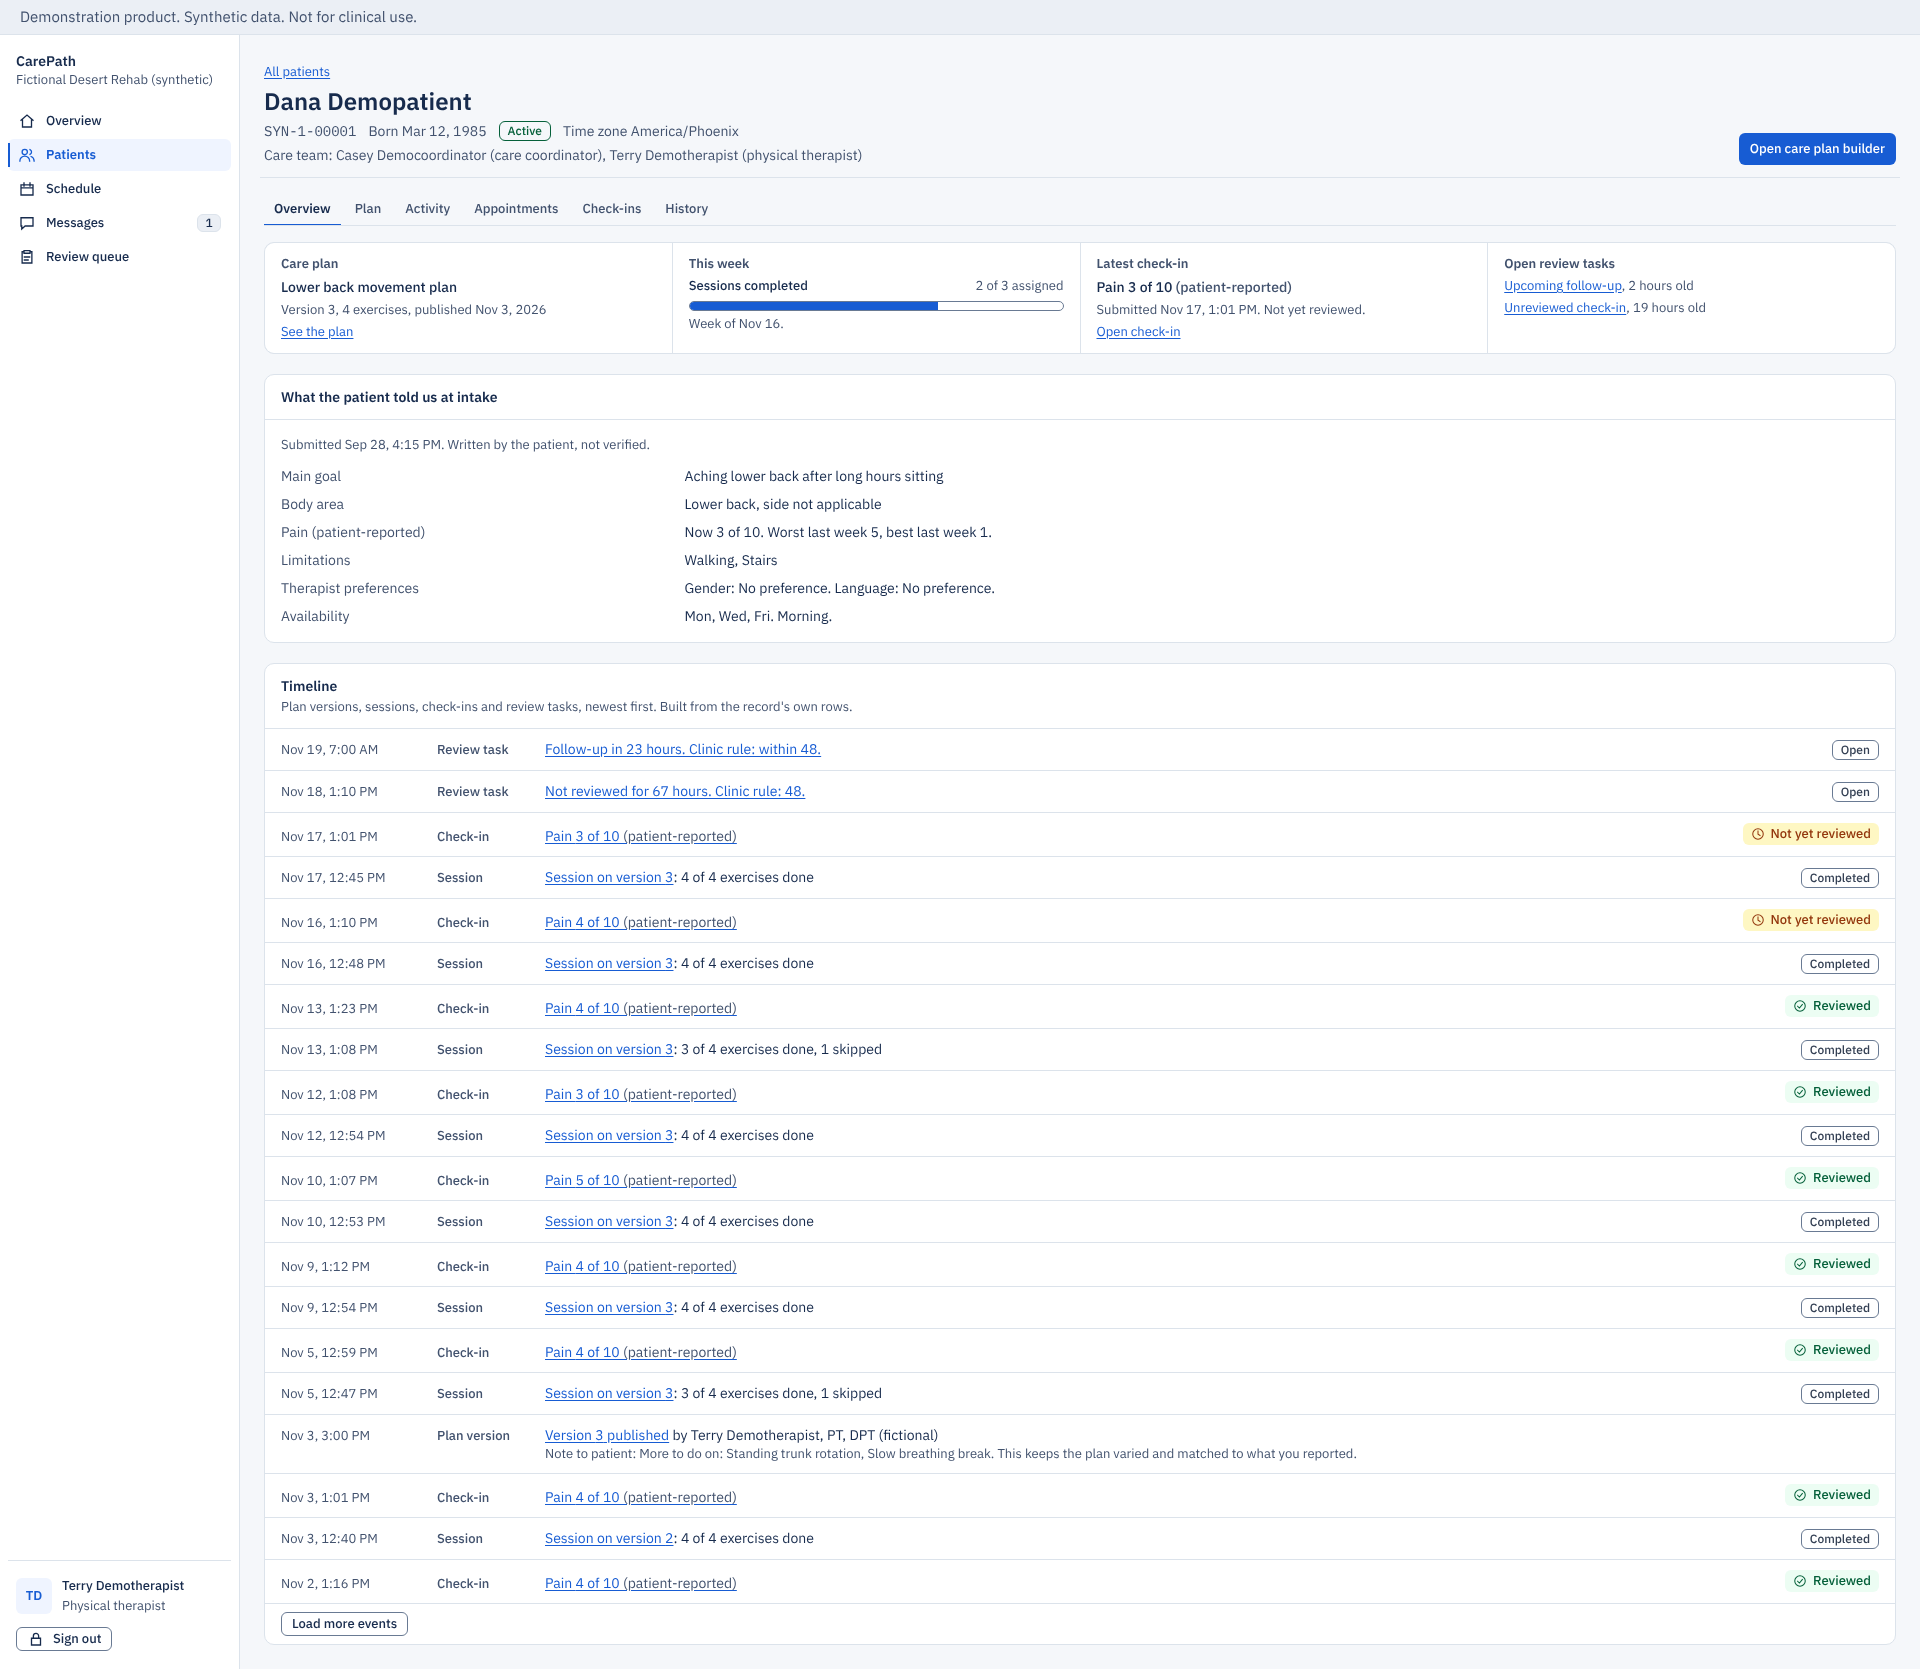 Demonstration product. Synthetic data. Not for clinical use.
CarePath
Fictional Desert Rehab (synthetic)
Overview
Patients
Schedule
Messages 1
Review queue
All patients
Dana Demopatient
SYN-1-00001 Born Mar 12, 1985 Active Time zone America/Phoenix
Care team: Casey Democoordinator (care coordinator), Terry Demotherapist (physical therapist)
Open care plan builder
Overview Plan Activity Appointments Check-ins History
Care plan
Lower back movement plan
Version 3, 4 exercises, published Nov 3, 2026
See the plan
This week
Sessions completed 2 of 3 assigned
Week of Nov 16.
Latest check-in
Pain 3 of 10 (patient-reported)
Submitted Nov 17, 1:01 PM. Not yet reviewed.
Open check-in
Open review tasks
Upcoming follow-up, 2 hours old
Unreviewed check-in, 19 hours old
What the patient told us at intake
Submitted Sep 28, 4:15 PM. Written by the patient, not verified.
Main goal Aching lower back after long hours sitting
Body area Lower back, side not applicable
Pain (patient-reported) Now 3 of 10. Worst last week 5, best last week 1.
Limitations Walking, Stairs
Therapist preferences Gender: No preference. Language: No preference.
Availability Mon, Wed, Fri. Morning.
Timeline
Plan versions, sessions, check-ins and review tasks, newest first. Built from the record's own rows.
Nov 19, 7:00 AM Review task Follow-up in 23 hours. Clinic rule: within 48. Open
Nov 18, 1:10 PM Review task Not reviewed for 67 hours. Clinic rule: 48. Open
Nov 17, 1:01 PM Check-in Pain 3 of 10 (patient-reported) Not yet reviewed
Nov 17, 12:45 PM Session Session on version 3: 4 of 4 exercises done Completed
Nov 16, 1:10 PM Check-in Pain 4 of 10 (patient-reported) Not yet reviewed
Nov 16, 12:48 PM Session Session on version 3: 4 of 4 exercises done Completed
Nov 13, 1:23 PM Check-in Pain 4 of 10 (patient-reported) Reviewed
Nov 13, 1:08 PM Session Session on version 3: 3 of 4 exercises done, 1 skipped Completed
Nov 12, 1:08 PM Check-in Pain 3 of 10 (patient-reported) Reviewed
Nov 12, 12:54 PM Session Session on version 3: 4 of 4 exercises done Completed
Nov 10, 1:07 PM Check-in Pain 5 of 10 (patient-reported) Reviewed
Nov 10, 12:53 PM Session Session on version 3: 4 of 4 exercises done Completed
Nov 9, 1:12 PM Check-in Pain 4 of 10 (patient-reported) Reviewed
Nov 9, 12:54 PM Session Session on version 3: 4 of 4 exercises done Completed
Nov 5, 12:59 PM Check-in Pain 4 of 10 (patient-reported) Reviewed
Nov 5, 12:47 PM Session Session on version 3: 3 of 4 exercises done, 1 skipped Completed
Nov 3, 3:00 PM Plan version Version 3 published by Terry Demotherapist, PT, DPT (fictional)
Note to patient: More to do on: Standing trunk rotation, Slow breathing break. This keeps the plan varied and matched to what you reported.
Nov 3, 1:01 PM Check-in Pain 4 of 10 (patient-reported) Reviewed
Nov 3, 12:40 PM Session Session on version 2: 4 of 4 exercises done Completed
Nov 2, 1:16 PM Check-in Pain 4 of 10 (patient-reported) Reviewed
Load more events
TD
Terry Demotherapist
Physical therapist
Sign out